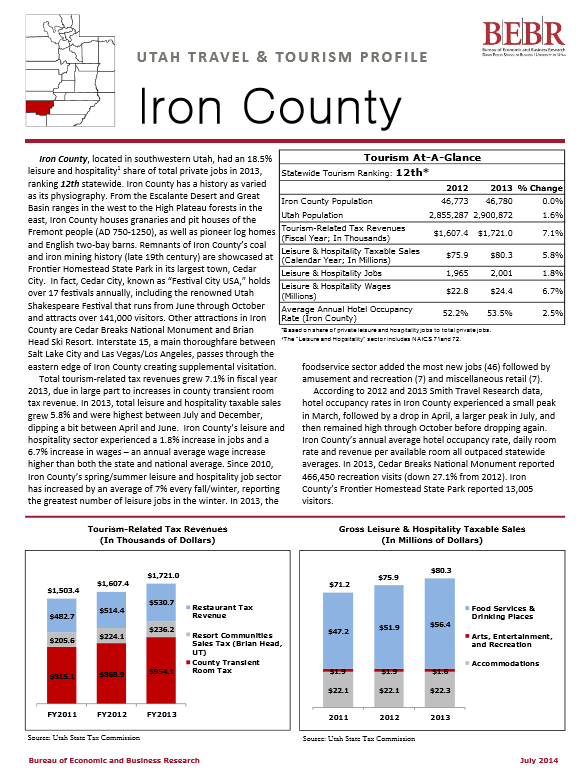 BEBR
Bureau of Economic and Business Research
UTAH TRAVEL & TOURISM PROFILE
Iron County
Iron County, located in southwestern Utah, had an 18.5%
leisure and hospitality¹ share of total private jobs in 2013,
ranking 12th statewide. Iron County has a history as varied
as its physiography. From the Escalante Desert and Great
Basin ranges in the west to the High Plateau forests in the
east, Iron County houses granaries and pit houses of the
Fremont people (AD 750-1250), as well as pioneer log homes
and English two-bay barns. Remnants of Iron County's coal
and iron mining history (late 19th century) are showcased at
Frontier Homestead State Park in its largest town, Cedar
City. In fact, Cedar City, known as "Festival City USA," holds
over 17 festivals annually, including the renowned Utah
Shakespeare Festival that runs from June through October
and attracts over 141,000 visitors. Other attractions in Iron
County are Cedar Breaks National Monument and Brian
Head Ski Resort. Interstate 15, a main thoroughfare between
Salt Lake City and Las Vegas/Los Angeles, passes through the
eastern edge of Iron County creating supplemental visitation.
Total tourism-related tax revenues grew 7.1% in fiscal year
2013, due in large part to increases in county transient room
tax revenue. In 2013, total leisure and hospitality taxable sales
grew 5.8% and were highest between July and December,
dipping a bit between April and June. Iron County's leisure and
hospitality sector experienced a 1.8% increase in jobs and a
6.7% increase in wages – an annual average wage increase
higher than both the state and national average. Since 2010,
Iron County's spring/summer leisure and hospitality job sector
has increased by an average of 7% every fall/winter, reporting
the greatest number of leisure jobs in the winter. In 2013, the
Tourism At-A-Glance
Statewide Tourism Ranking: 12th*
2012 2013 % Change
Iron County Population 46,773 46,780 0.0%
Utah Population 2,855,287 2,900,872 1.6%
Tourism-Related Tax Revenues
(Fiscal Year; In Thousands) $1,607.4 $1,721.0 7.1%
Leisure & Hospitality Taxable Sales
(Calendar Year; In Millions) $75.9 $80.3 5.8%
Leisure & Hospitality Jobs 1,965 2,001 1.8%
Leisure & Hospitality Wages
(Millions) $22.8 $24.4 6.7%
Average Annual Hotel Occupancy
Rate (Iron County) 52.2% 53.5% 2.5%
*Based on share of private leisure and hospitality jobs to total private jobs.
¹The "Leisure and Hospitality" sector includes NAICS 71 and 72.
foodservice sector added the most new jobs (46) followed by
amusement and recreation (7) and miscellaneous retail (7).
According to 2012 and 2013 Smith Travel Research data,
hotel occupancy rates in Iron County experienced a small peak
in March, followed by a drop in April, a larger peak in July, and
then remained high through October before dropping again.
Iron County's annual average hotel occupancy rate, daily room
rate and revenue per available room all outpaced statewide
averages. In 2013, Cedar Breaks National Monument reported
466,450 recreation visits (down 27.1% from 2012). Iron
County's Frontier Homestead State Park reported 13,005
visitors.
Tourism-Related Tax Revenues
(In Thousands of Dollars)
$1,503.4
$1,607.4
$1,721.0
$482.7
$514.4
$530.7
$205.6
$224.1
$236.2
$815.1
$868.9
$954.1
FY2011 FY2012 FY2013
Restaurant Tax
Revenue
Resort Communities
Sales Tax (Brian Head,
UT)
County Transient
Room Tax
Source: Utah State Tax Commission
Gross Leisure & Hospitality Taxable Sales
(In Millions of Dollars)
$71.2
$75.9
$80.3
$47.2
$51.9
$56.4
$1.9
$1.9
$1.6
$22.1
$22.1
$22.3
2011 2012 2013
Food Services &
Drinking Places
Arts, Entertainment,
and Recreation
Accommodations
Source: Utah State Tax Commission
Bureau of Economic and Business Research
July 2014